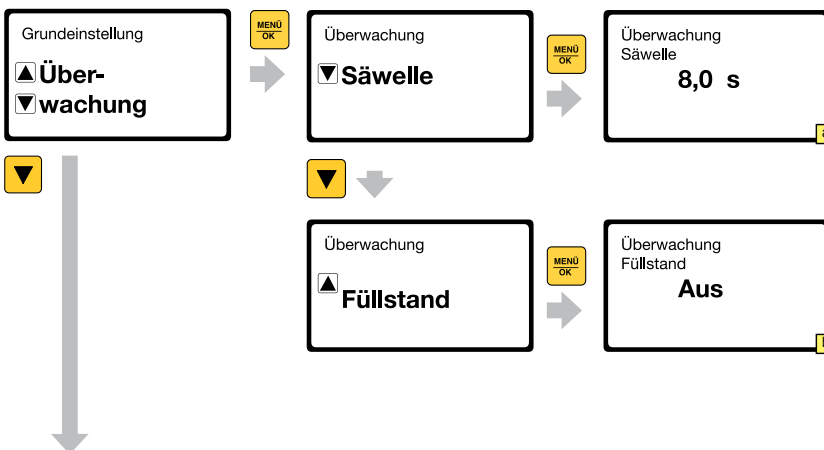 Grundeinstellung
Über-
wachung
MENÜ
OK
Überwachung
Säwelle
MENÜ
OK
Überwachung
Säwelle
8,0 s
Überwachung
Füllstand
MENÜ
OK
Überwachung
Füllstand
Aus